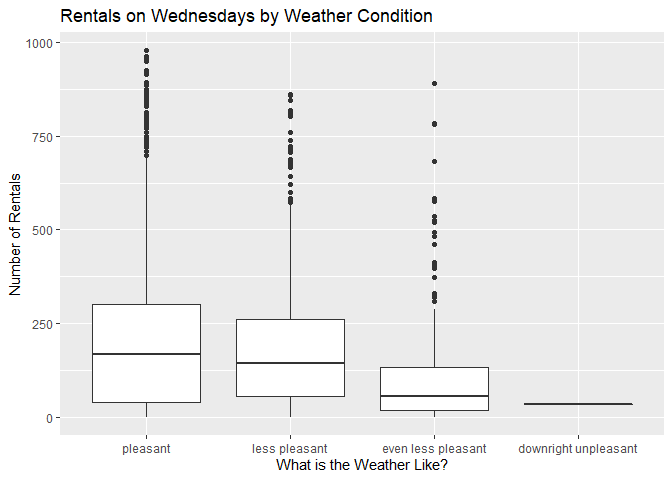 Rentals on Wednesdays by Weather Condition
1000
750
500
250
0
Number of Rentals
pleasant
less pleasant
even less pleasant
downright unpleasant
What is the Weather Like?